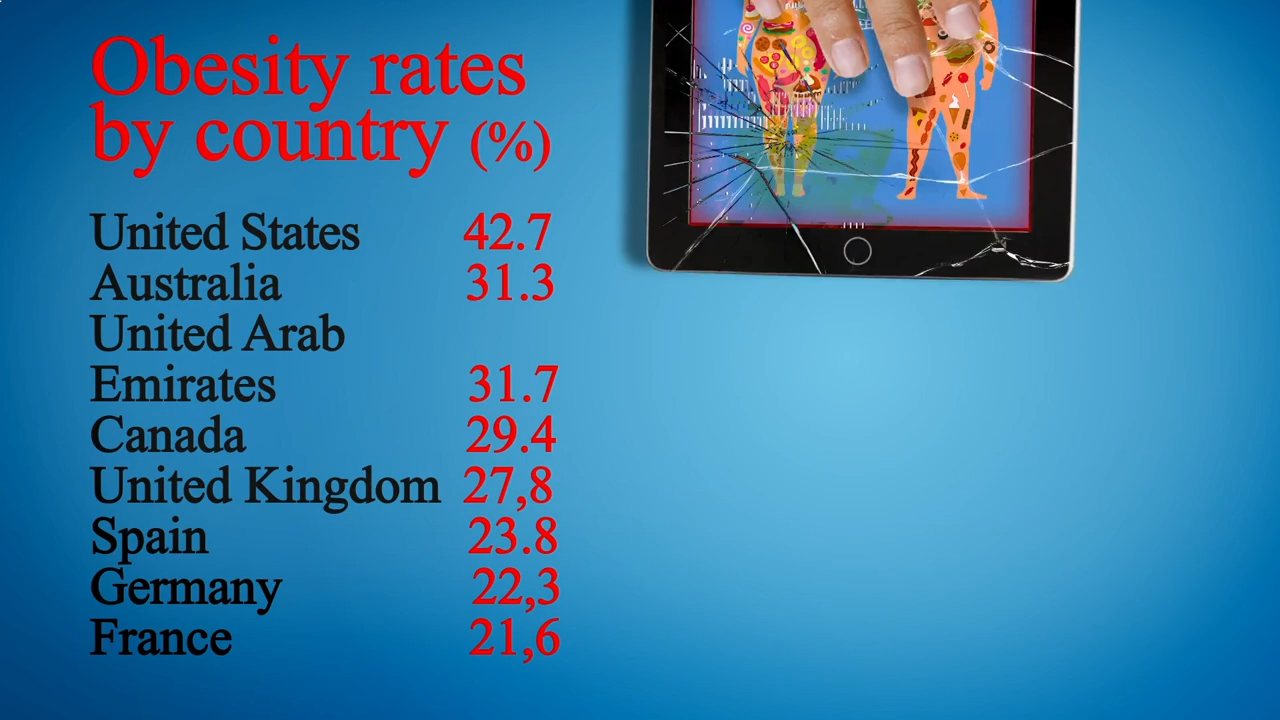 Obesity rates
by country (%)
United States 42.7
Australia 31.3
United Arab
Emirates 31.7
Canada 29.4
United Kingdom 27,8
Spain 23.8
Germany 22,3
France 21,6